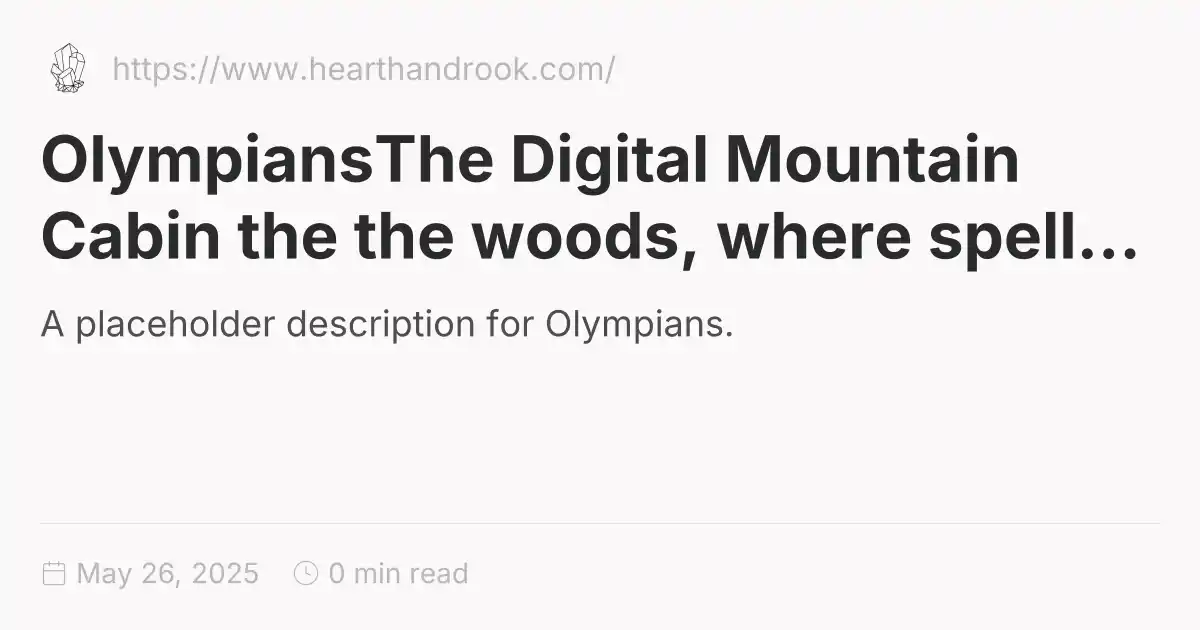 https://www.hearthandrook.com/
OlympiansThe Digital Mountain
Cabin the the woods, where spell...
A placeholder description for Olympians.
May 26, 2025 0 min read